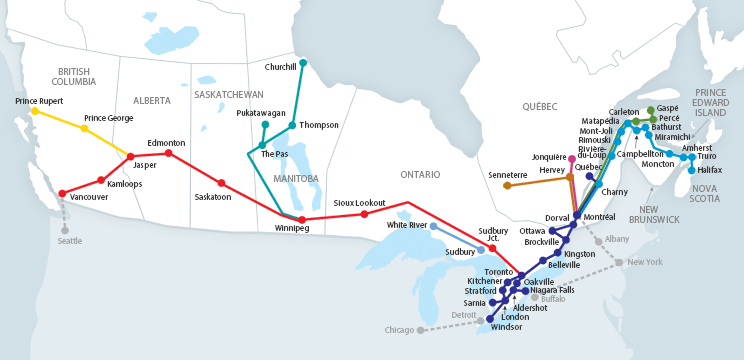 Churchill
BRITISH
COLUMBIA
ALBERTA
SASKATCHEWAN
PRINCE
EDWARD
ISLAND
Prince Rupert
Prince George
Pukatawagan
Thompson
QUÉBEC
Carleton
Gaspé
Matapédia
Percé
Mont-Joli
Bathurst
Rimouski
Miramichi
Rivière-
du-Loup
Edmonton
Jasper
The Pas
Jonquière
Campbellton
Amherst
Moncton
Truro
Hervey
Québec
Halifax
Kamloops
Vancouver
Saskatoon
MANITOBA
ONTARIO
Senneterre
Charny
NOVA
SCOTIA
Sioux Lookout
Winnipeg
NEW
BRUNSWICK
Seattle
White River
Sudbury
Jct.
Sudbury
Dorval
Montréal
Ottawa
Brockville
Albany
Kingston
New York
Belleville
Toronto
Kitchener
Oakville
Stratford
Niagara Falls
Buffalo
Sarnia
Aldershot
London
Windsor
Detroit
Chicago